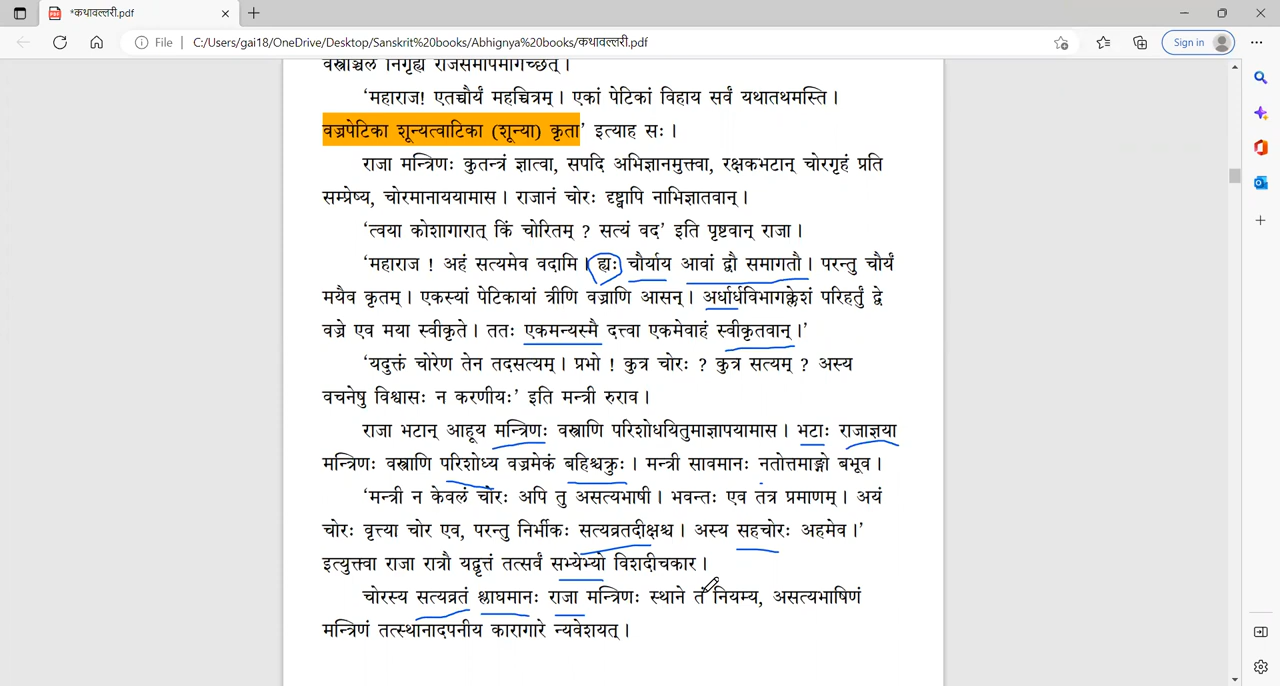 *कथावल्लरी.pdf
File
C:/Users/gai18/OneDrive/Desktop/Sanskrit%20books/Abhignya%20books/कथावल्लरी.pdf
Sign in
वस्त्राञ्चलं निगृह्य राजसमीपमागच्छत्।
‘महाराज! एतच्चौर्यं महच्चित्रम्। एकां पेटिकां विहाय सर्वं यथातथमस्ति।
वज्रपेटिका शून्यत्वाटिका (शून्या) कृता’ इत्याह सः।
राजा मन्त्रिणः कुतन्त्रं ज्ञात्वा, सपदि अभिज्ञानमुक्त्वा, रक्षकभटान् चोरगृहं प्रति
सम्प्रेष्य, चोरमानाययामास। राजानं चोरः दृष्ट्वापि नाभिज्ञातवान्।
‘त्वया कोशागारात् किं चोरितम् ? सत्यं वद’ इति पृष्टवान् राजा।
‘महाराज ! अहं सत्यमेव वदामि। ह्यः चौर्याय आवां द्वौ समागतौ। परन्तु चौर्यं
मयैव कृतम्। एकस्यां पेटिकायां त्रीणि वज्राणि आसन्। अर्धार्धविभागक्लेशं परिहर्तुं द्वे
वज्रे एव मया स्वीकृते। ततः एकमन्यस्मै दत्त्वा एकमेवाहं स्वीकृतवान्।’
‘यदुक्तं चोरेण तेन तदसत्यम्। प्रभो ! कुत्र चोरः ? कुत्र सत्यम् ? अस्य
वचनेषु विश्वासः न करणीयः’ इति मन्त्री रुराव।
राजा भटान् आहूय मन्त्रिणः वस्त्राणि परिशोधयितुमाज्ञापयामास। भटाः राजाज्ञया
मन्त्रिणः वस्त्राणि परिशोध्य वज्रमेकं बहिश्चक्रुः। मन्त्री सावमानः नतोत्तमाङ्गो बभूव।
‘मन्त्री न केवलं चोरः अपि तु असत्यभाषी। भवन्तः एव तत्र प्रमाणम्। अयं
चोरः वृत्त्या चोर एव, परन्तु निर्भीकः सत्यव्रतदीक्षश्च। अस्य सहचोरः अहमेव।’
इत्युक्त्वा राजा रात्रौ यद्वृत्तं तत्सर्वं सभ्येभ्यो विशदीचकार।
चोरस्य सत्यव्रतं श्लाघमानः राजा मन्त्रिणः स्थाने तं नियम्य, असत्यभाषिणं
मन्त्रिणं तत्स्थानादपनीय कारागारे न्यवेशयत्।